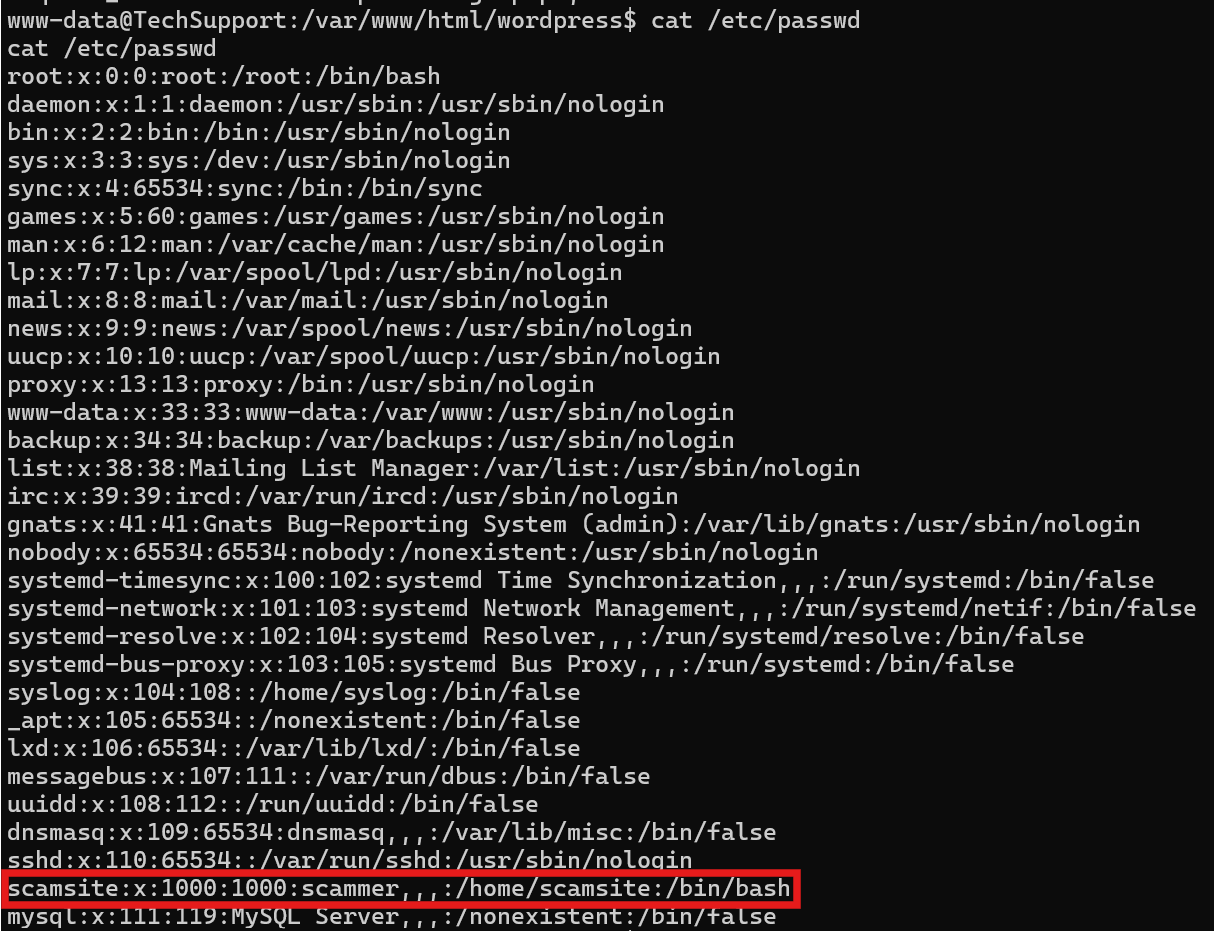 www-data@TechSupport:/var/www/html/wordpress$ cat /etc/passwd
cat /etc/passwd
root:x:0:0:root:/root:/bin/bash
daemon:x:1:1:daemon:/usr/sbin:/usr/sbin/nologin
bin:x:2:2:bin:/bin:/usr/sbin/nologin
sys:x:3:3:sys:/dev:/usr/sbin/nologin
sync:x:4:65534:sync:/bin:/bin/sync
games:x:5:60:games:/usr/games:/usr/sbin/nologin
man:x:6:12:man:/var/cache/man:/usr/sbin/nologin
lp:x:7:7:lp:/var/spool/lpd:/usr/sbin/nologin
mail:x:8:8:mail:/var/mail:/usr/sbin/nologin
news:x:9:9:news:/var/spool/news:/usr/sbin/nologin
uucp:x:10:10:uucp:/var/spool/uucp:/usr/sbin/nologin
proxy:x:13:13:proxy:/bin:/usr/sbin/nologin
www-data:x:33:33:www-data:/var/www:/usr/sbin/nologin
backup:x:34:34:backup:/var/backups:/usr/sbin/nologin
list:x:38:38:Mailing List Manager:/var/list:/usr/sbin/nologin
irc:x:39:39:ircd:/var/run/ircd:/usr/sbin/nologin
gnats:x:41:41:Gnats Bug-Reporting System (admin):/var/lib/gnats:/usr/sbin/nologin
nobody:x:65534:65534:nobody:/nonexistent:/usr/sbin/nologin
systemd-timesync:x:100:102:systemd Time Synchronization,,,:/run/systemd:/bin/false
systemd-network:x:101:103:systemd Network Management,,,:/run/systemd/netif:/bin/false
systemd-resolve:x:102:104:systemd Resolver,,,:/run/systemd/resolve:/bin/false
systemd-bus-proxy:x:103:105:systemd Bus Proxy,,,:/run/systemd:/bin/false
syslog:x:104:108::/home/syslog:/bin/false
_apt:x:105:65534::/nonexistent:/bin/false
lxd:x:106:65534::/var/lib/lxd/:/bin/false
messagebus:x:107:111::/var/run/dbus:/bin/false
uuidd:x:108:112::/run/uuidd:/bin/false
dnsmasq:x:109:65534:dnsmasq,,,:/var/lib/misc:/bin/false
sshd:x:110:65534::/var/run/sshd:/usr/sbin/nologin
scamsite:x:1000:1000:scammer,,,:/home/scamsite:/bin/bash
mysql:x:111:119:MySQL Server,,,:/nonexistent:/bin/false